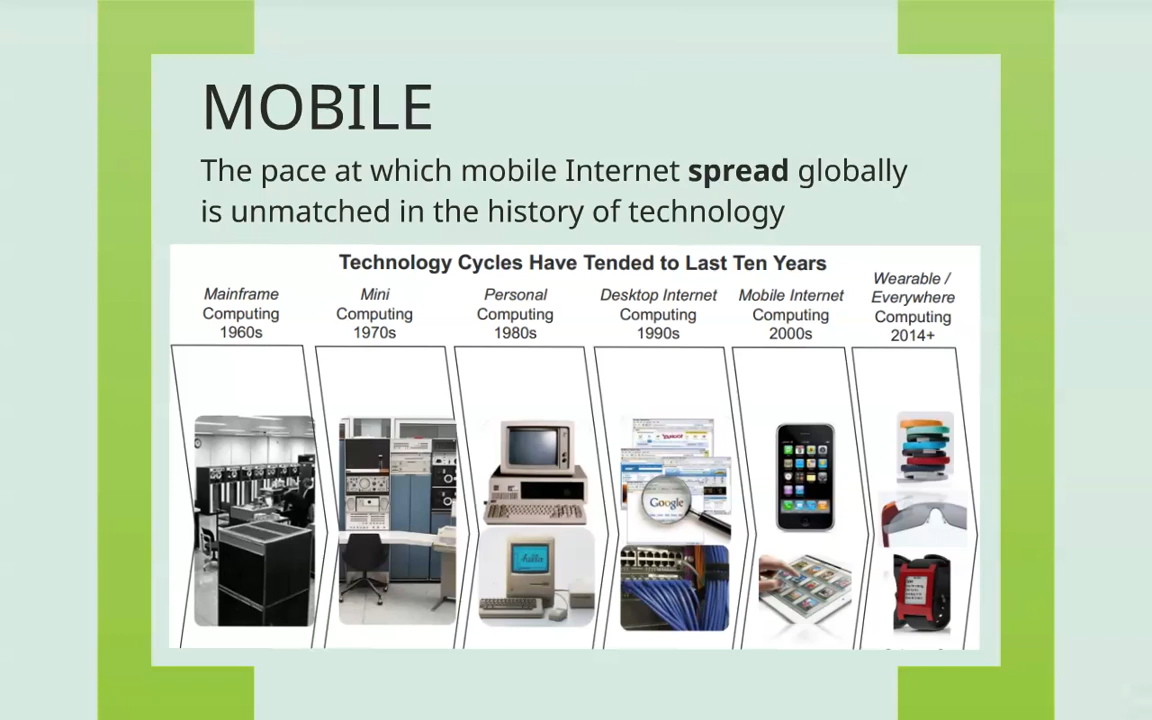 MOBILE
The pace at which mobile Internet spread globally
is unmatched in the history of technology
Technology Cycles Have Tended to Last Ten Years
Mainframe
Computing
1960s
Mini
Computing
1970s
Personal
Computing
1980s
Desktop Internet
Computing
1990s
Mobile Internet
Computing
2000s
Wearable /
Everywhere
Computing
2014+
YAHOO!
Google